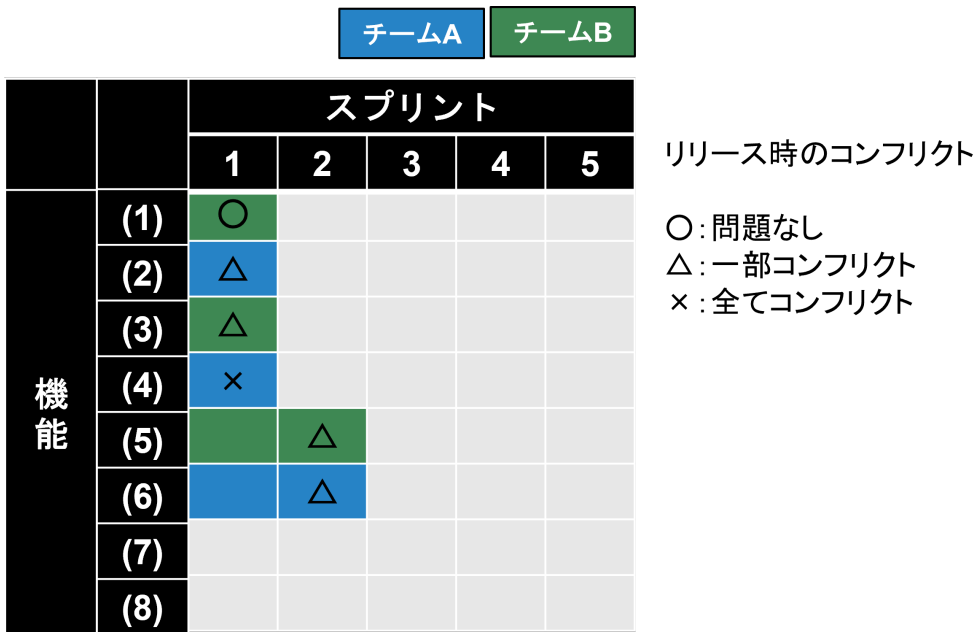 チームA チームB
スプリント
1 2 3 4 5
リリース時のコンフリクト
機能
(1) ○
(2) △
(3) △
(4) ×
(5) △
(6) △
(7)
(8)
○：問題なし
△：一部コンフリクト
×：全てコンフリクト